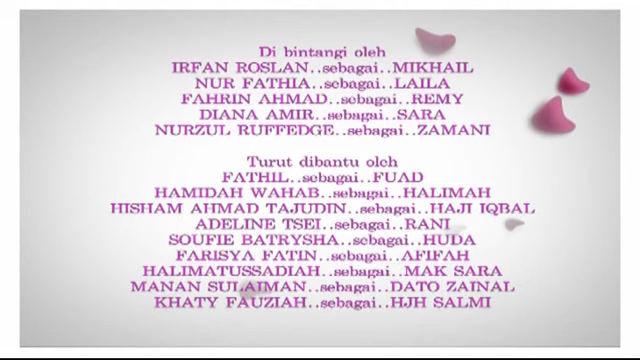 Di bintangi oleh
IRFAN ROSLAN..sebagai..MIKHAIL
NUR FATHIA..sebagai..LAILA
FAHRIN AHMAD..sebagai..REMY
DIANA AMIR..sebagai..SARA
NURZUL RUFFEDGE..sebagai..ZAMANI
Turut dibantu oleh
FATHIL..sebagai..FUAD
HAMIDAH WAHAB..sebagai..HALIMAH
HISHAM AHMAD TAJUDIN..sebagai..HAJI IQBAL
ADELINE TSEI..sebagai..RANI
SOUFIE BATRYSHA..sebagai..HUDA
FARISYA FATIN..sebagai..AFIFAH
HALIMATUSSADIAH..sebagai..MAK SARA
MANAN SULAIMAN..sebagai..DATO ZAINAL
KHATY FAUZIAH..sebagai..HJH SALMI